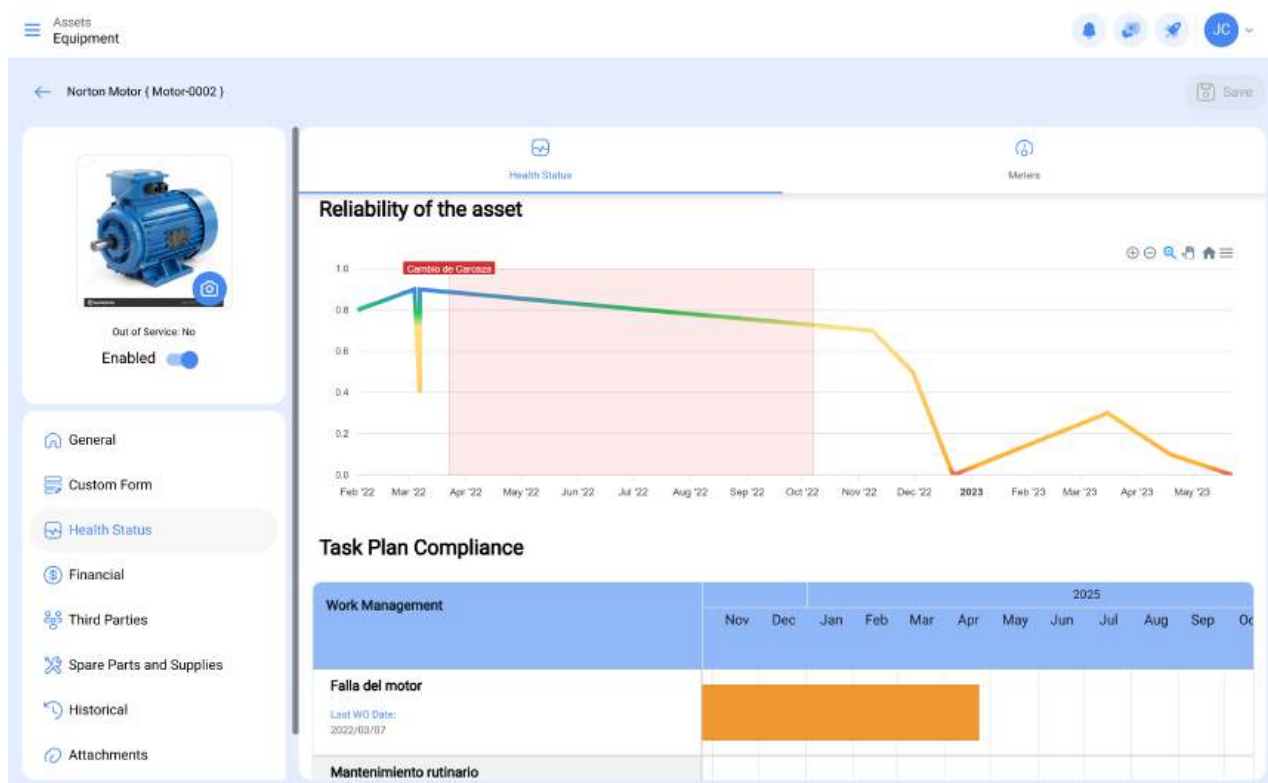 Assets
Equipment
JC
Norton Motor { Motor-0002 }
Save
Out of Service: No
Enabled
General
Custom Form
Health Status
Financial
Third Parties
Spare Parts and Supplies
Historical
Attachments
Health Status
Meters
Reliability of the asset
Cambio de Carcaza
1.0
0.8
0.6
0.4
0.2
0.0
Feb '22 Mar '22 Apr '22 May '22 Jun '22 Jul '22 Aug '22 Sep '22 Oct '22 Nov '22 Dec '22 2023 Feb '23 Mar '23 Apr '23 May '23
Task Plan Compliance
Work Management
2025
Nov Dec Jan Feb Mar Apr May Jun Jul Aug Sep Oc
Falla del motor
Last WO Date:
2022/03/07
Mantenimiento rutinario